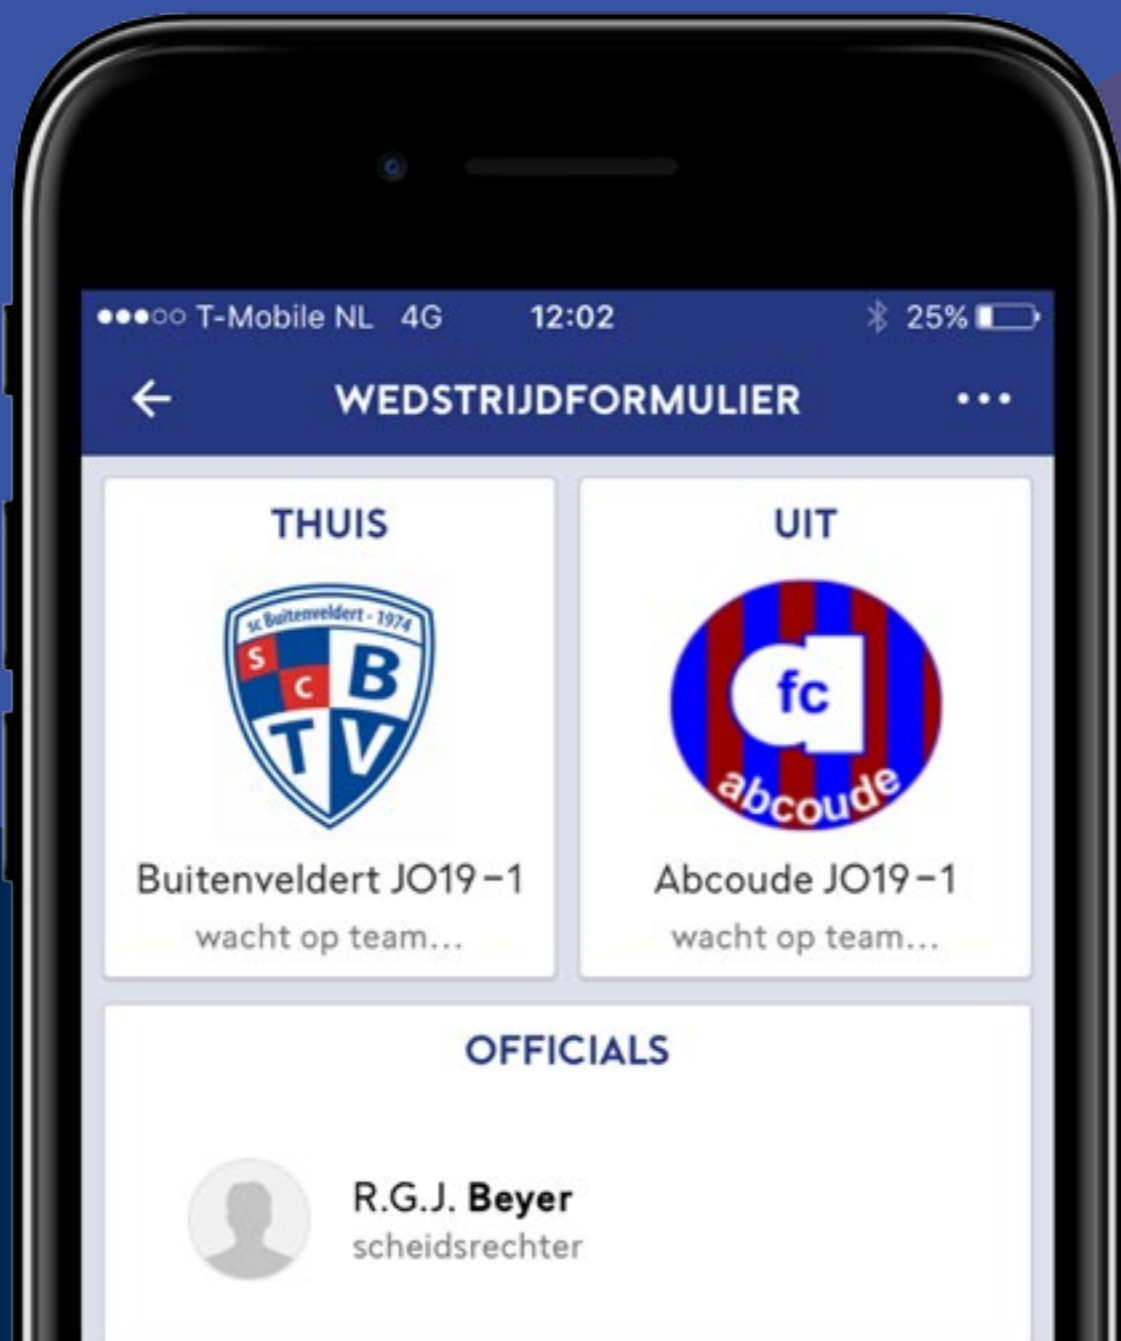 T-Mobile NL 4G 12:02 25%
WEDSTRIJDFORMULIER
THUIS
UIT
sc Buitenveldert - 1974
S
B
C
T V
fc
abcoude
Buitenveldert JO19-1
Abcoude JO19-1
wacht op team...
wacht op team...
OFFICIALS
R.G.J. Beyer
scheidsrechter